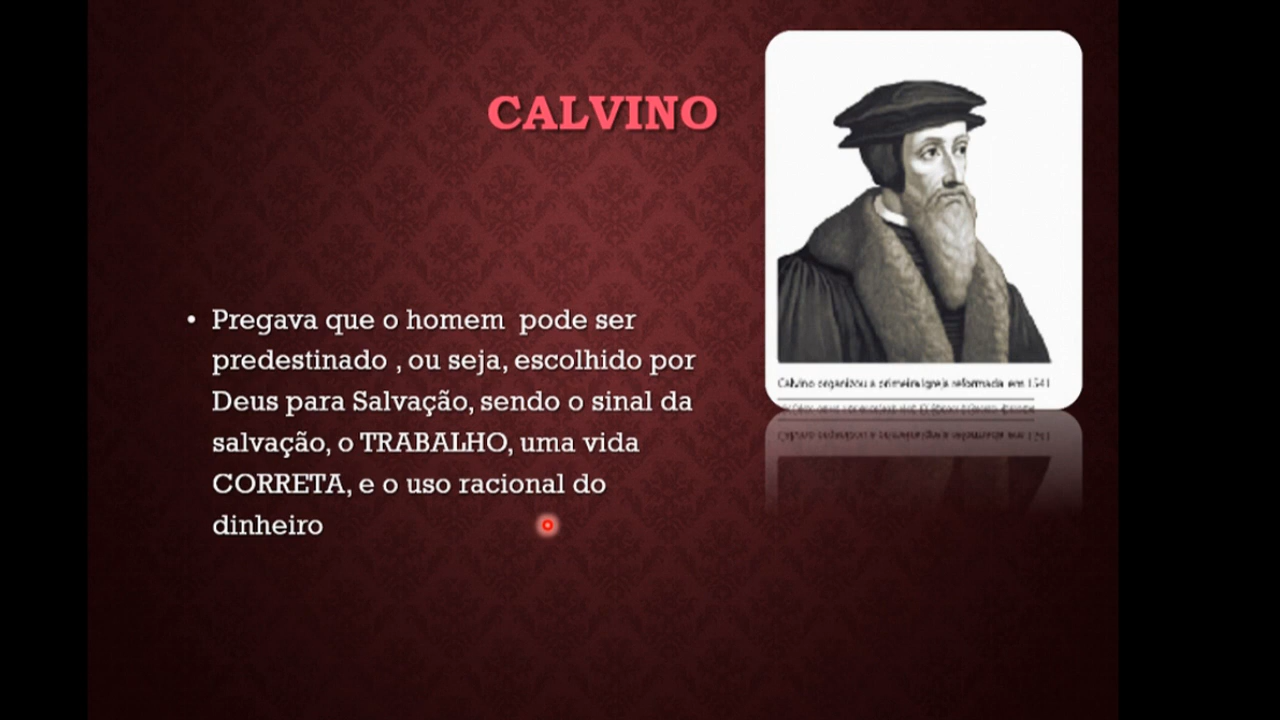 CALVINO
• Pregava que o homem pode ser
predestinado , ou seja, escolhido por
Deus para Salvação, sendo o sinal da
salvação, o TRABALHO, uma vida
CORRETA, e o uso racional do
dinheiro
Calvino organizou a primeira Igreja reformada em 1541